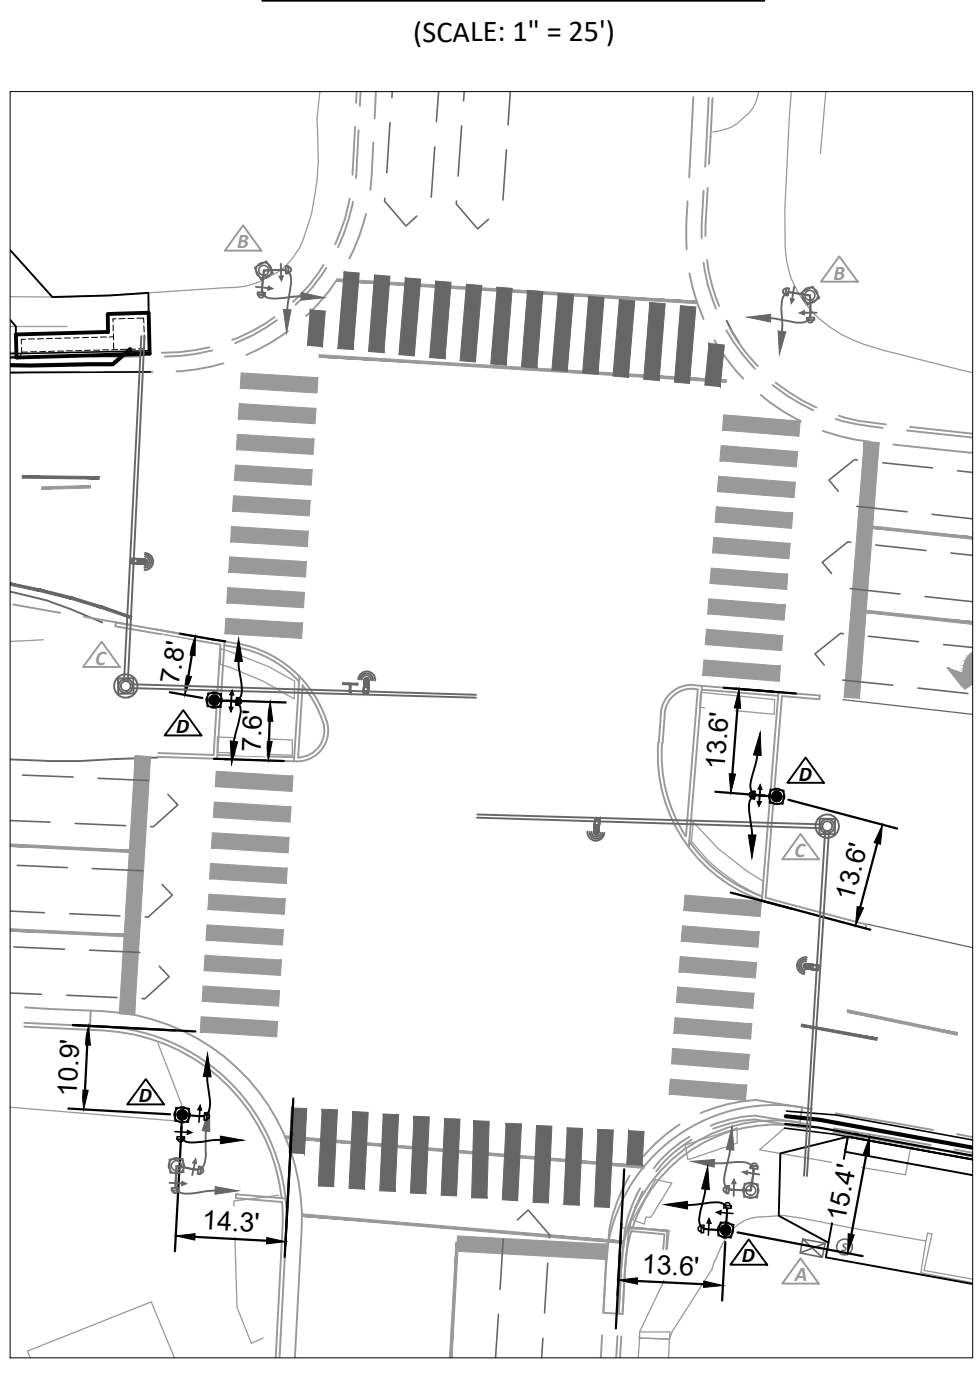 (SCALE: 1" = 25')
B
B
C
7.8'
D
7.6'
13.6'
D
C
13.6'
10.9'
D
14.3'
15.4'
13.6'
D
S
A